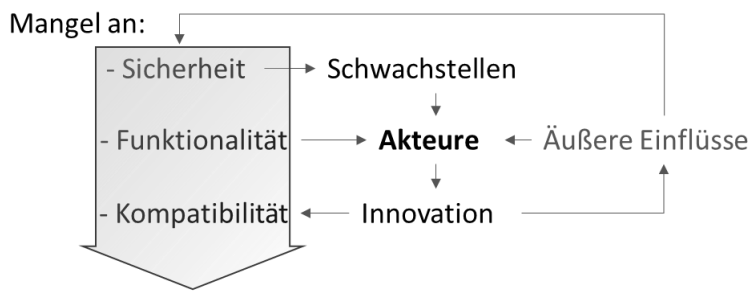 Mangel an:
- Sicherheit
Schwachstellen
- Funktionalität
Akteure
Äußere Einflüsse
- Kompatibilität
Innovation